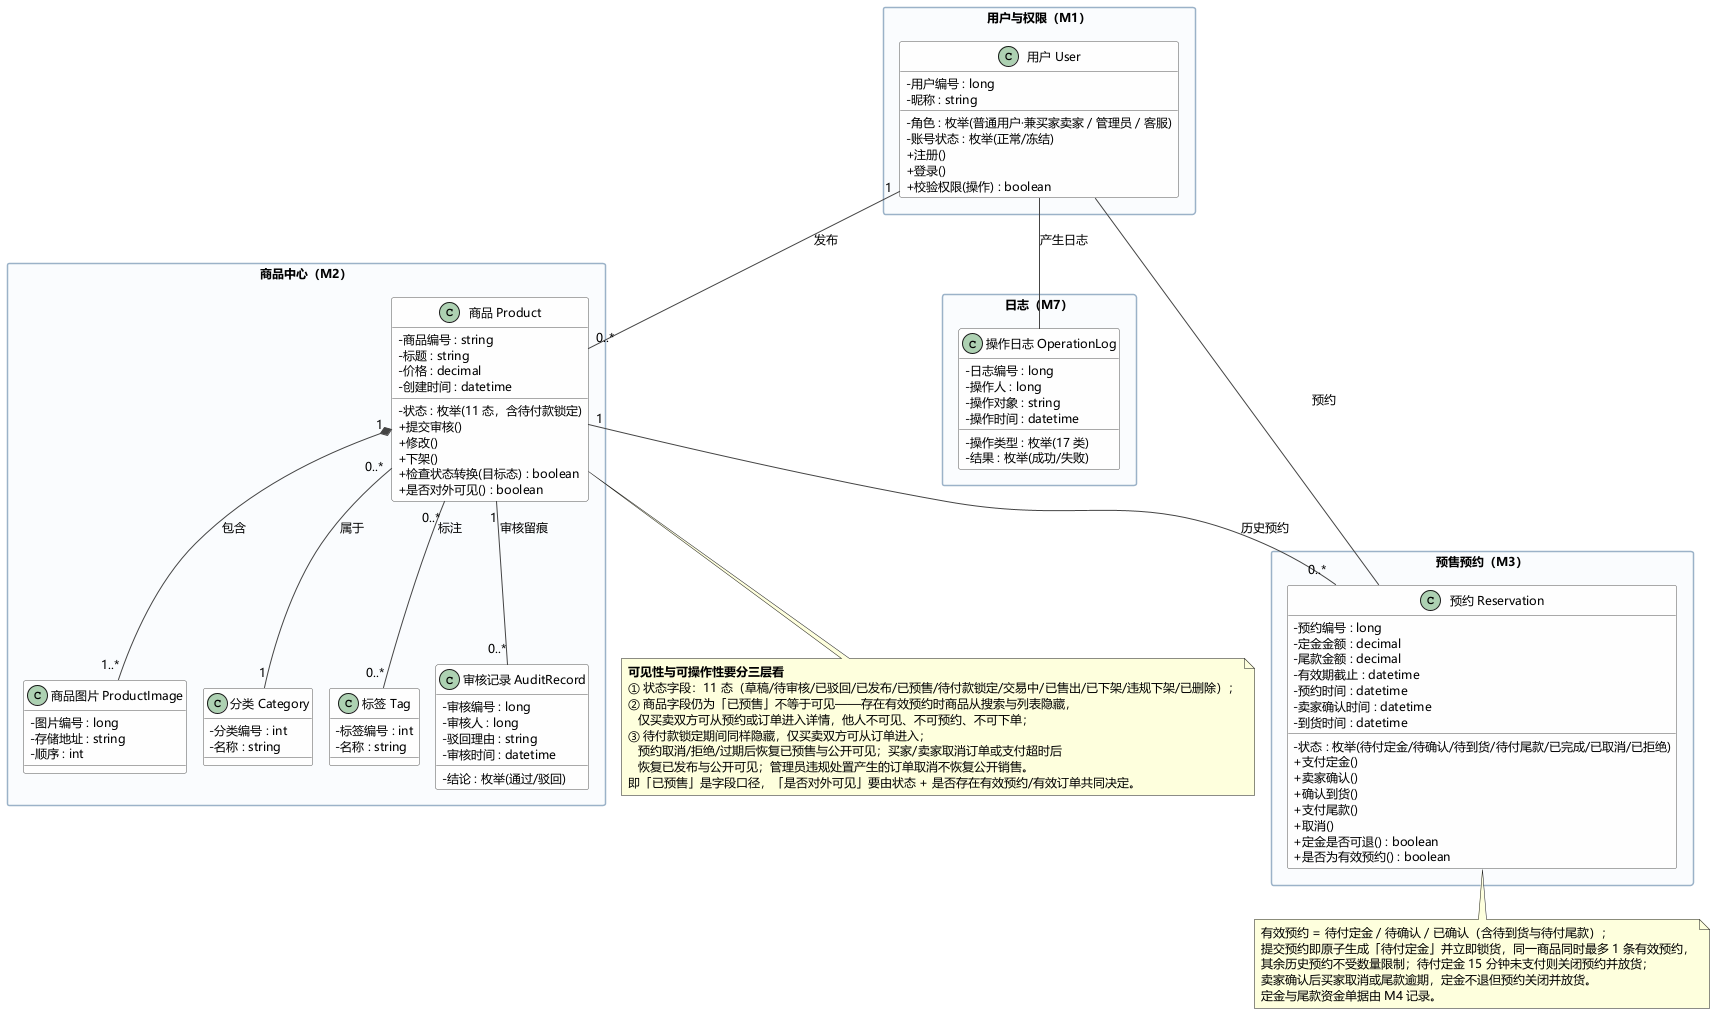 用户与权限（M1）
C 用户 User
-用户编号 : long
-昵称 : string
-角色 : 枚举(普通用户·兼买家卖家 / 管理员 / 客服)
-账号状态 : 枚举(正常/冻结)
+注册()
+登录()
+校验权限(操作) : boolean
1
发布
产生日志
0..*
预约
商品中心（M2）
C 商品 Product
-商品编号 : string
-标题 : string
-价格 : decimal
-创建时间 : datetime
-状态 : 枚举(11 态，含待付款锁定)
+提交审核()
+修改()
+下架()
+检查状态转换(目标态) : boolean
+是否对外可见() : boolean
1
0..*
0..*
1
1
包含
属于
标注
审核留痕
1..*
1
0..*
0..*
日志（M7）
C 操作日志 OperationLog
-日志编号 : long
-操作人 : long
-操作对象 : string
-操作时间 : datetime
-操作类型 : 枚举(17 类)
-结果 : 枚举(成功/失败)
历史预约
0..*
C 商品图片 ProductImage
-图片编号 : long
-存储地址 : string
-顺序 : int
C 分类 Category
-分类编号 : int
-名称 : string
C 标签 Tag
-标签编号 : int
-名称 : string
C 审核记录 AuditRecord
-审核编号 : long
-审核人 : long
-驳回理由 : string
-审核时间 : datetime
-结论 : 枚举(通过/驳回)
可见性与可操作性要分三层看
① 状态字段：11 态（草稿/待审核/已驳回/已发布/已预售/待付款锁定/交易中/已售出/已下架/违规下架/已删除）；
② 商品字段仍为「已预售」不等于可见——存在有效预约时商品从搜索与列表隐藏，
仅买卖双方可从预约或订单进入详情，他人不可见、不可预约、不可下单；
③ 待付款锁定期间同样隐藏，仅买卖双方可从订单进入；
预约取消/拒绝/过期后恢复已预售与公开可见；买家/卖家取消订单或支付超时后
恢复已发布与公开可见；管理员违规处置产生的订单取消不恢复公开销售。
即「已预售」是字段口径，「是否对外可见」要由状态 + 是否存在有效预约/有效订单共同决定。
预售预约（M3）
C 预约 Reservation
-预约编号 : long
-定金金额 : decimal
-尾款金额 : decimal
-有效期截止 : datetime
-预约时间 : datetime
-卖家确认时间 : datetime
-到货时间 : datetime
-状态 : 枚举(待付定金/待确认/待到货/待付尾款/已完成/已取消/已拒绝)
+支付定金()
+卖家确认()
+确认到货()
+支付尾款()
+取消()
+定金是否可退() : boolean
+是否为有效预约() : boolean
有效预约 = 待付定金 / 待确认 / 已确认（含待到货与待付尾款）；
提交预约即原子生成「待付定金」并立即锁货，同一商品同时最多 1 条有效预约，
其余历史预约不受数量限制；待付定金 15 分钟未支付则关闭预约并放货；
卖家确认后买家取消或尾款逾期，定金不退但预约关闭并放货。
定金与尾款资金单据由 M4 记录。